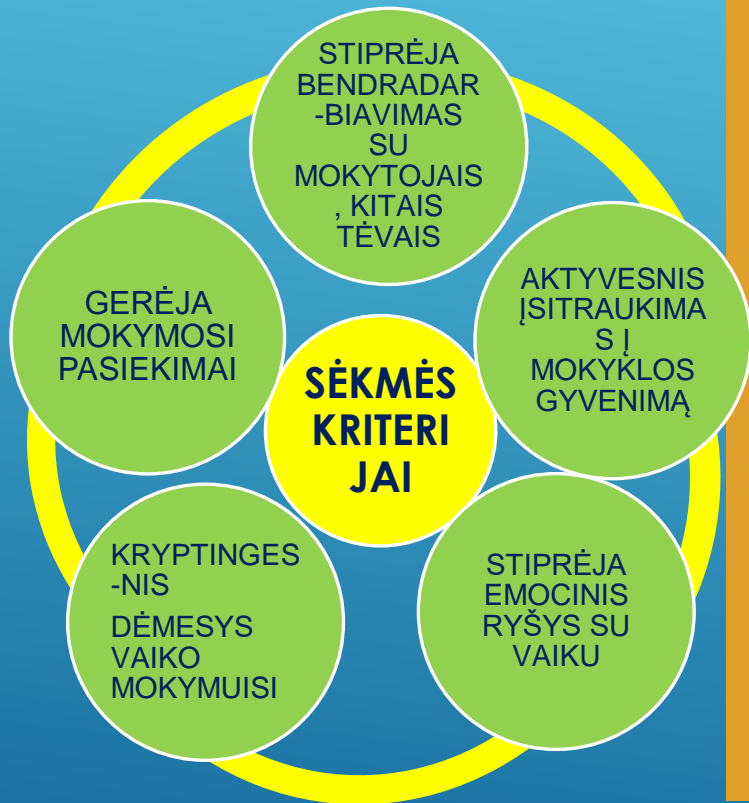 STIPRĖJA
BENDRADAR
-BIAVIMAS
SU
MOKYTOJAIS
, KITAIS
TĖVAIS
AKTYVESNIS
ĮSITRAUKIMA
S Į
MOKYKLOS
GYVENIMĄ
STIPRĖJA
EMOCINIS
RYŠYS SU
VAIKU
KRYPTINGES
-NIS
DĖMESYS
VAIKO
MOKYMUISI
GERĖJA
MOKYMOSI
PASIEKIMAI
SĖKMĖS
KRITERI
JAI